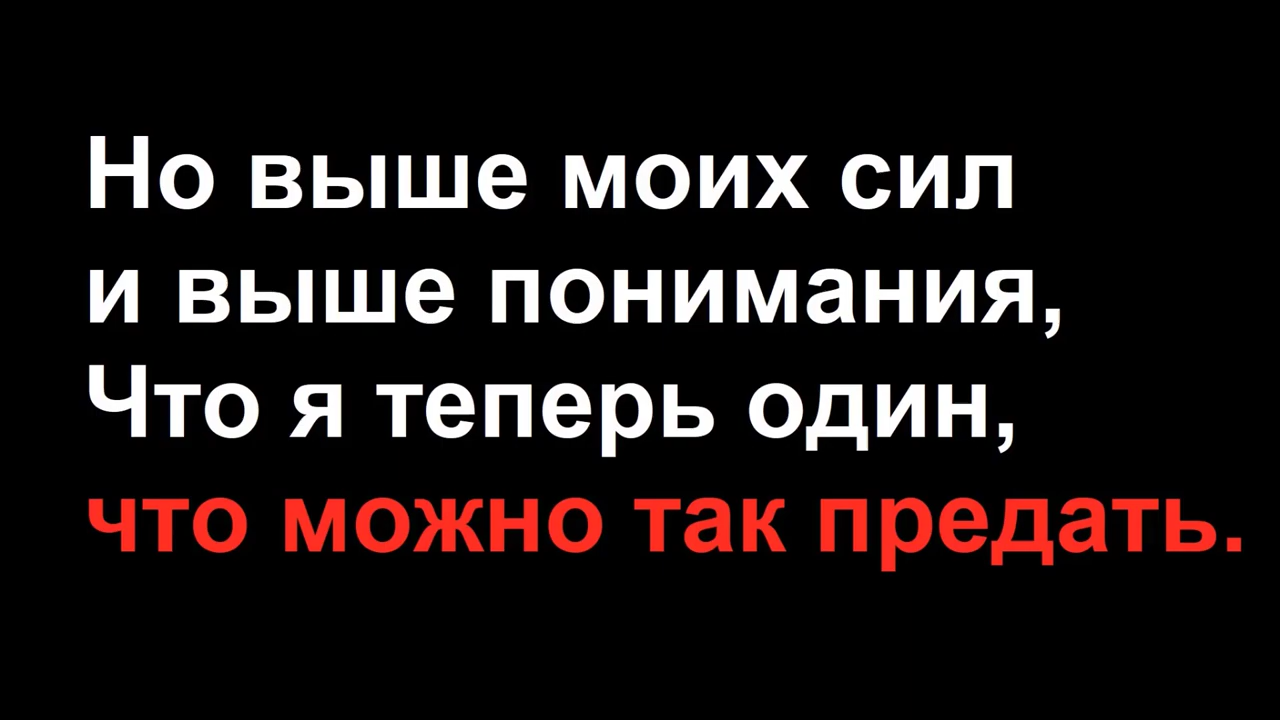 Но выше моих сил
и выше понимания,
Что я теперь один,
что можно так предать.